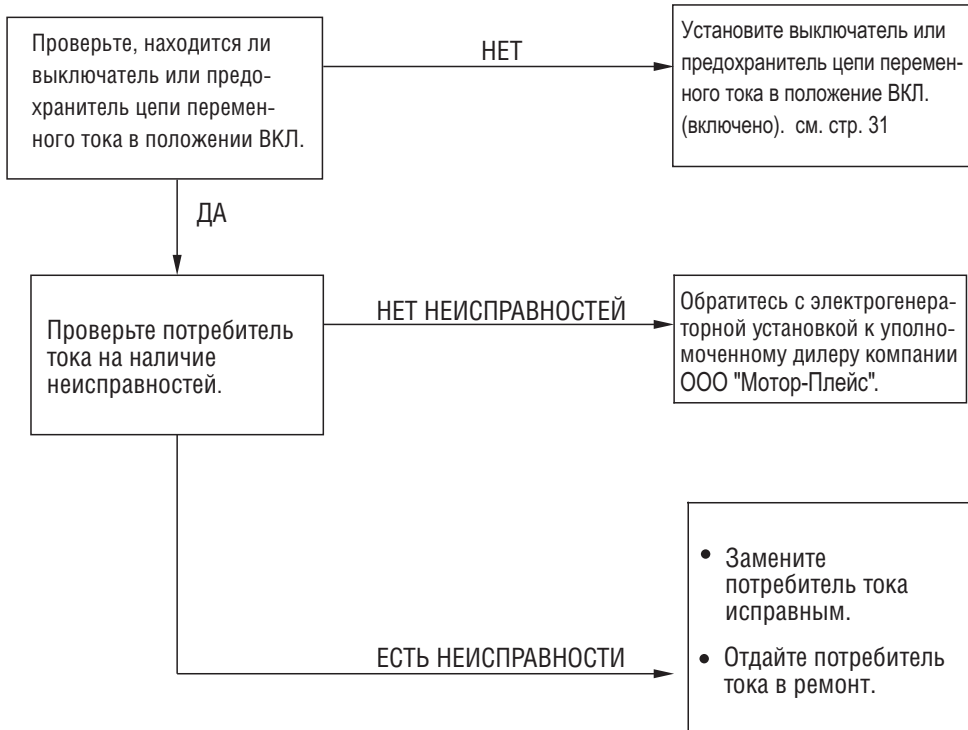 Проверьте, находится ли
выключатель или предо-
хранитель цепи перемен-
ного тока в положении ВКЛ.
НЕТ
Установите выключатель или
предохранитель цепи перемен-
ного тока в положение ВКЛ.
(включено). см. стр. 31
ДА
Проверьте потребитель
тока на наличие
неисправностей.
НЕТ НЕИСПРАВНОСТЕЙ
Обратитесь с электрогенера-
торной установкой к уполно-
моченному дилеру компании
ООО "Мотор-Плейс".
ЕСТЬ НЕИСПРАВНОСТИ
• Замените
потребитель тока
исправным.
• Отдайте потребитель
тока в ремонт.